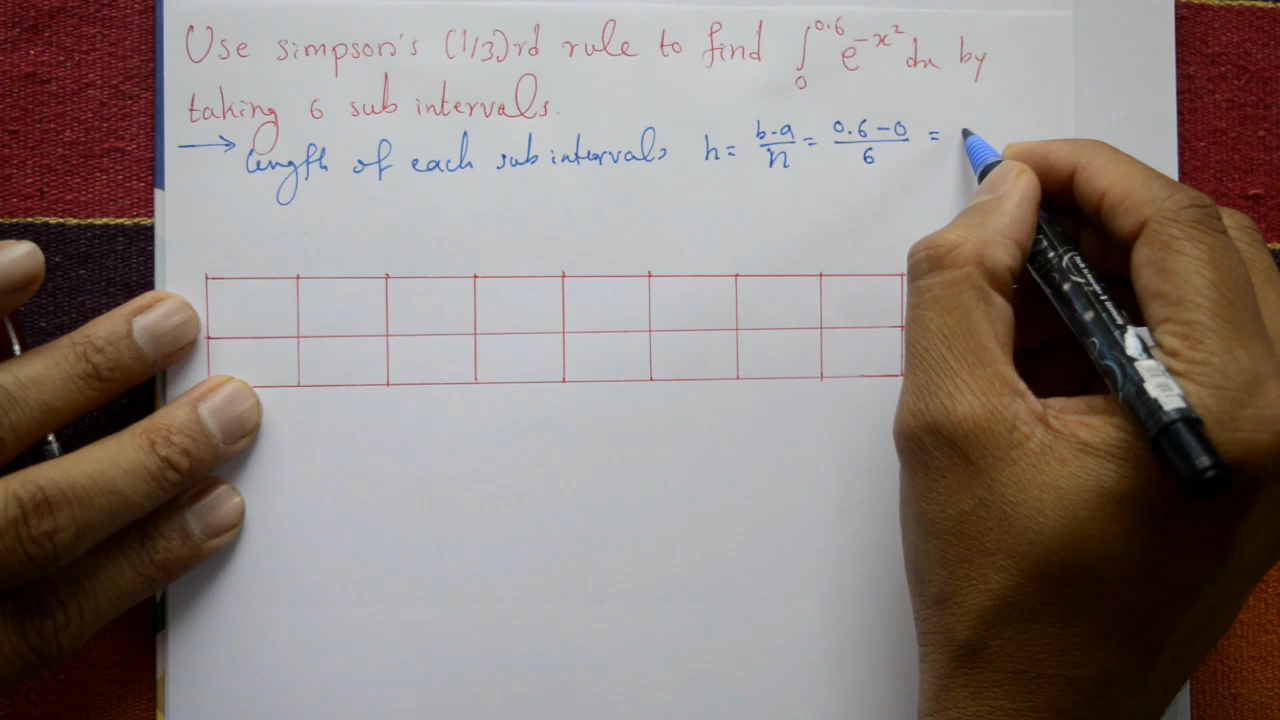 Use simpson's (1/3)rd rule to find ∫₀^0.6 e^-x² dx by
taking 6 sub intervals.
→ length of each sub intervals h = b-a/n = 0.6-0/6 =